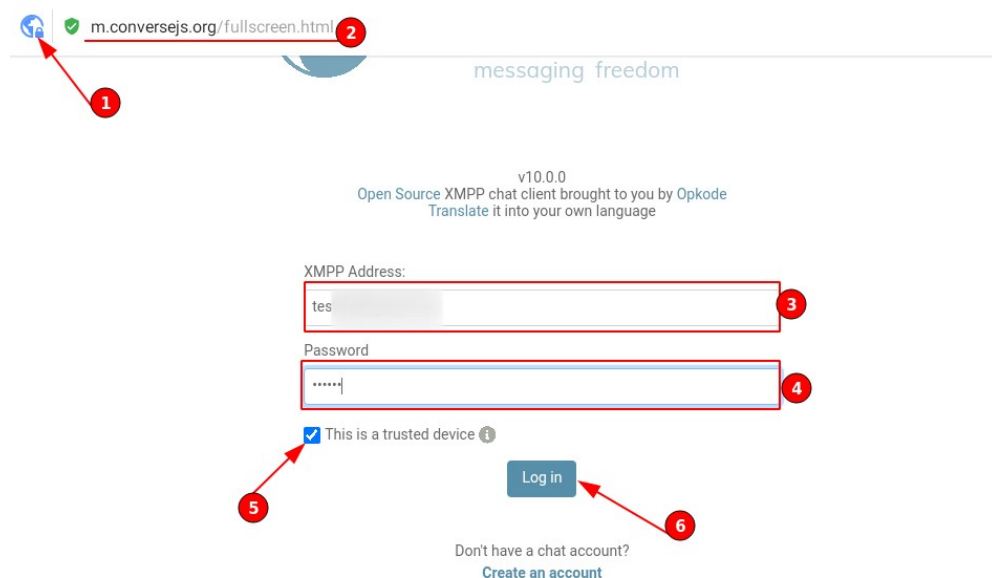 m.conversejs.org/fullscreen.html
2
1
messaging freedom
v10.0.0
Open Source XMPP chat client brought to you by Opkode
Translate it into your own language
XMPP Address:
tes
3
Password
••••••
4
This is a trusted device
Log in
5
6
Don't have a chat account?
Create an account